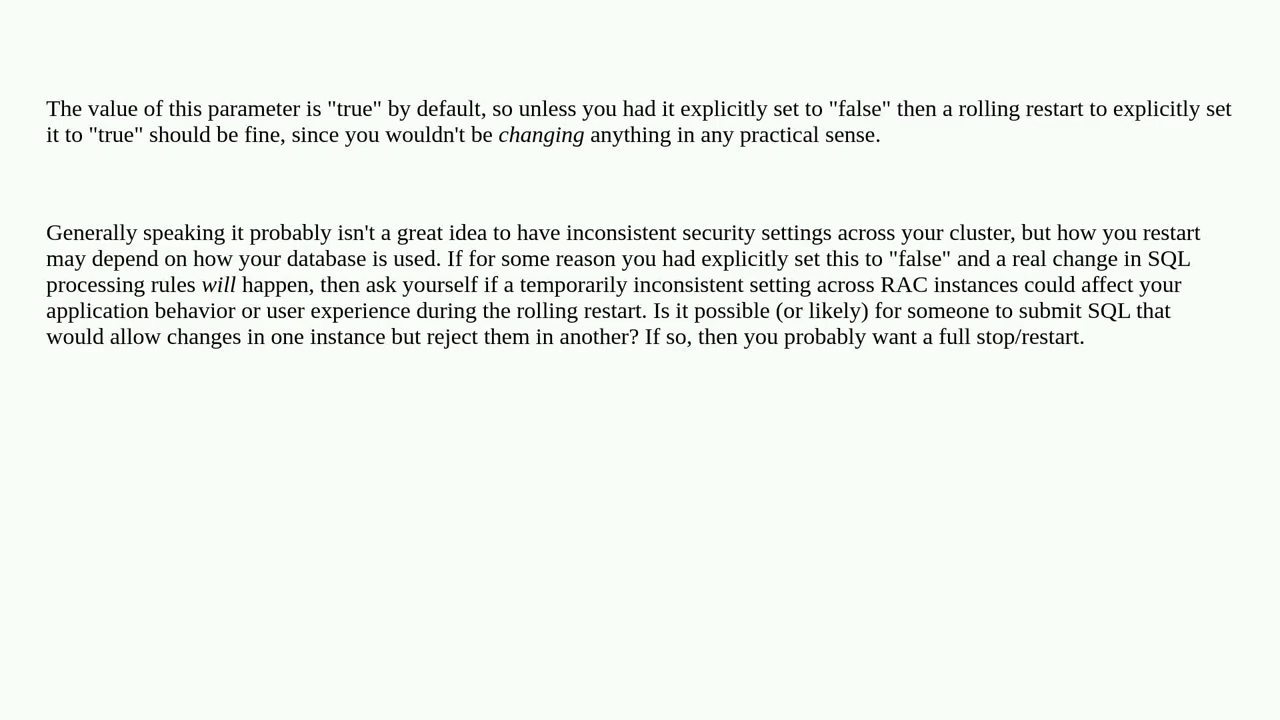 The value of this parameter is "true" by default, so unless you had it explicitly set to "false" then a rolling restart to explicitly set
it to "true" should be fine, since you wouldn't be changing anything in any practical sense.
Generally speaking it probably isn't a great idea to have inconsistent security settings across your cluster, but how you restart
may depend on how your database is used. If for some reason you had explicitly set this to "false" and a real change in SQL
processing rules will happen, then ask yourself if a temporarily inconsistent setting across RAC instances could affect your
application behavior or user experience during the rolling restart. Is it possible (or likely) for someone to submit SQL that
would allow changes in one instance but reject them in another? If so, then you probably want a full stop/restart.